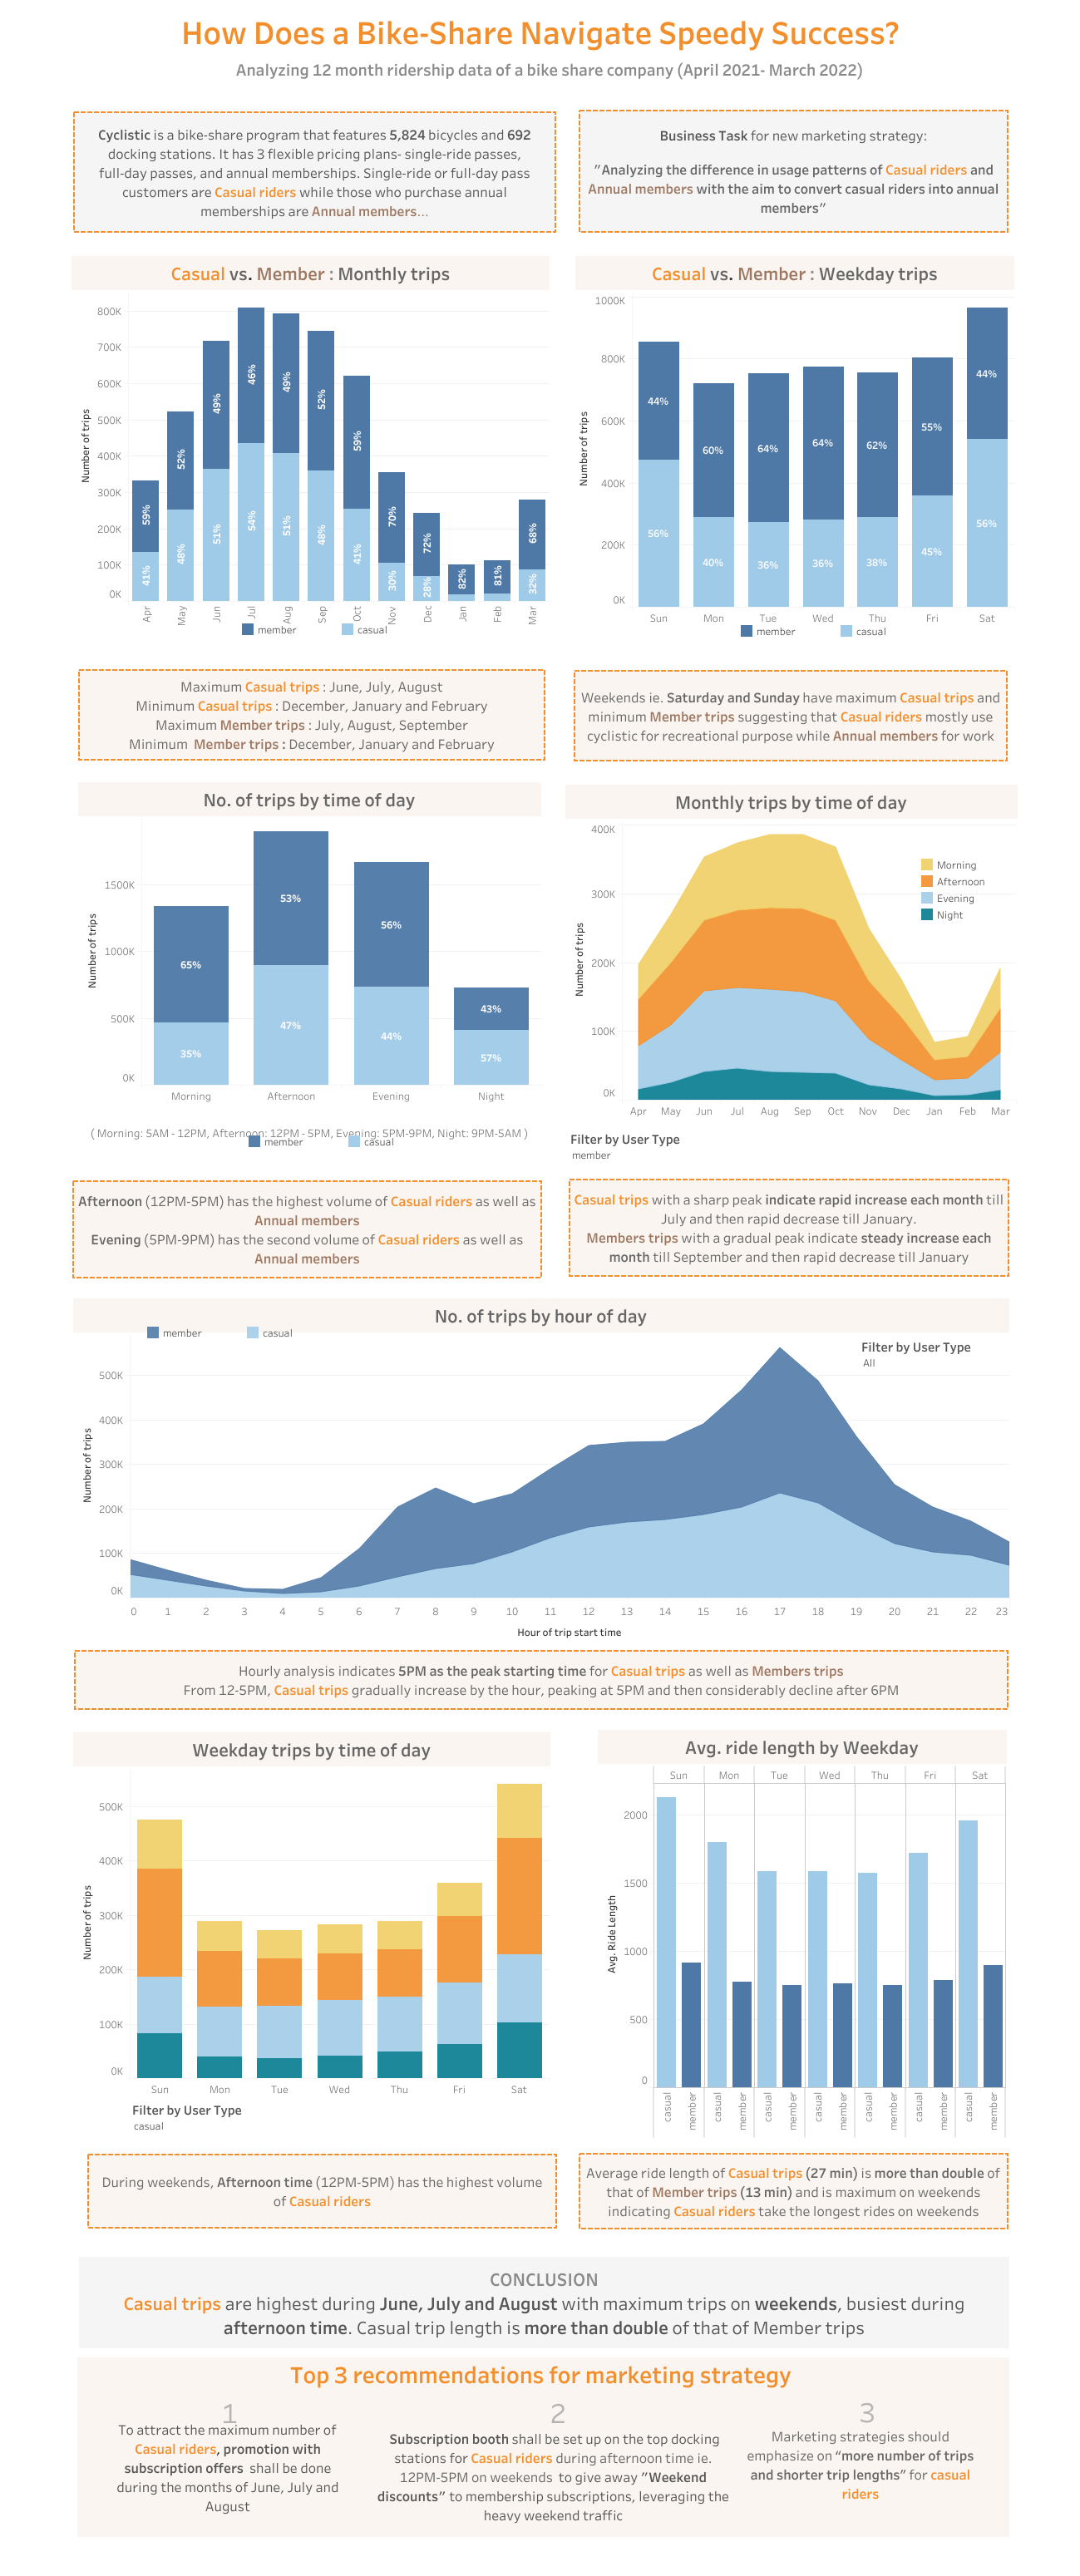 How Does a Bike-Share Navigate Speedy Success?
Analyzing 12 month ridership data of a bike share company (April 2021- March 2022)
Cyclistic is a bike-share program that features 5,824 bicycles and 692
docking stations. It has 3 flexible pricing plans- single-ride passes,
full-day passes, and annual memberships. Single-ride or full-day pass
customers are Casual riders while those who purchase annual
memberships are Annual members...
Business Task for new marketing strategy:
"Analyzing the difference in usage patterns of Casual riders and
Annual members with the aim to convert casual riders into annual
members"
Casual vs. Member : Monthly trips
Number of trips
800K
700K
600K
500K
400K
300K
200K
100K
0K
59%
41%
52%
48%
49%
51%
46%
54%
49%
51%
52%
48%
59%
41%
70%
30%
72%
28%
82%
81%
68%
32%
Apr
May
Jun
Jul
Aug
Sep
Oct
Nov
Dec
Jan
Feb
Mar
member
casual
Casual vs. Member : Weekday trips
Number of trips
1000K
800K
600K
400K
200K
0K
44%
56%
60%
40%
64%
36%
64%
36%
62%
38%
55%
45%
44%
56%
Sun
Mon
Tue
Wed
Thu
Fri
Sat
member
casual
Maximum Casual trips : June, July, August
Minimum Casual trips : December, January and February
Maximum Member trips : July, August, September
Minimum Member trips : December, January and February
Weekends ie. Saturday and Sunday have maximum Casual trips and
minimum Member trips suggesting that Casual riders mostly use
cyclistic for recreational purpose while Annual members for work
No. of trips by time of day
Number of trips
1500K
1000K
500K
0K
65%
35%
53%
47%
56%
44%
43%
57%
Morning
Afternoon
Evening
Night
( Morning: 5AM - 12PM, Afternoon: 12PM - 5PM, Evening: 5PM-9PM, Night: 9PM-5AM )
member
casual
Monthly trips by time of day
Number of trips
400K
300K
200K
100K
0K
Morning
Afternoon
Evening
Night
Apr
May
Jun
Jul
Aug
Sep
Oct
Nov
Dec
Jan
Feb
Mar
Filter by User Type
member
Afternoon (12PM-5PM) has the highest volume of Casual riders as well as
Annual members
Evening (5PM-9PM) has the second volume of Casual riders as well as
Annual members
Casual trips with a sharp peak indicate rapid increase each month till
July and then rapid decrease till January.
Members trips with a gradual peak indicate steady increase each
month till September and then rapid decrease till January
No. of trips by hour of day
member
casual
Filter by User Type
All
Number of trips
500K
400K
300K
200K
100K
0K
0
1
2
3
4
5
6
7
8
9
10
11
12
13
14
15
16
17
18
19
20
21
22
23
Hour of trip start time
Hourly analysis indicates 5PM as the peak starting time for Casual trips as well as Members trips
From 12-5PM, Casual trips gradually increase by the hour, peaking at 5PM and then considerably decline after 6PM
Weekday trips by time of day
Number of trips
500K
400K
300K
200K
100K
0K
Sun
Mon
Tue
Wed
Thu
Fri
Sat
Filter by User Type
casual
Avg. ride length by Weekday
Sun
Mon
Tue
Wed
Thu
Fri
Sat
Avg. Ride Length
2000
1500
1000
500
0
casual
member
casual
member
casual
member
casual
member
casual
member
casual
member
casual
member
During weekends, Afternoon time (12PM-5PM) has the highest volume
of Casual riders
Average ride length of Casual trips (27 min) is more than double of
that of Member trips (13 min) and is maximum on weekends
indicating Casual riders take the longest rides on weekends
CONCLUSION
Casual trips are highest during June, July and August with maximum trips on weekends, busiest during
afternoon time. Casual trip length is more than double of that of Member trips
Top 3 recommendations for marketing strategy
1
To attract the maximum number of
Casual riders, promotion with
subscription offers shall be done
during the months of June, July and
August
2
Subscription booth shall be set up on the top docking
stations for Casual riders during afternoon time ie.
12PM-5PM on weekends to give away "Weekend
discounts" to membership subscriptions, leveraging the
heavy weekend traffic
3
Marketing strategies should
emphasize on "more number of trips
and shorter trip lengths" for casual
riders